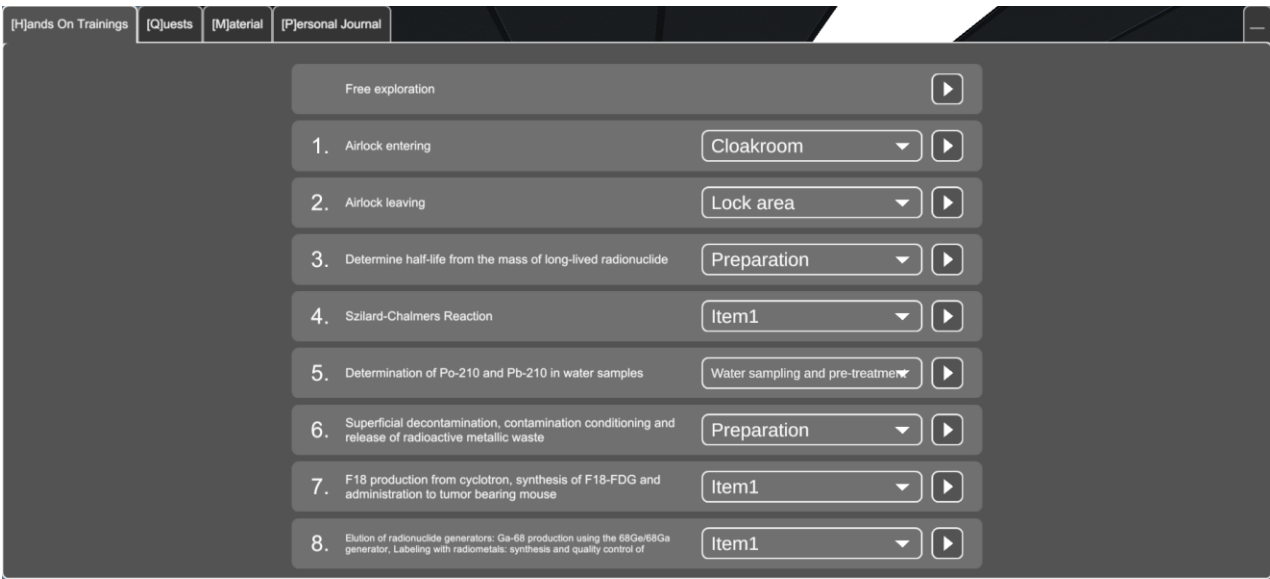 [H]ands On Trainings [Q]uests [M]aterial [P]ersonal Journal
Free exploration
1. Airlock entering Cloakroom
2. Airlock leaving Lock area
3. Determine half-life from the mass of long-lived radionuclide Preparation
4. Szilard-Chalmers Reaction Item1
5. Determination of Po-210 and Pb-210 in water samples Water sampling and pre-treatment
6. Superficial decontamination, contamination conditioning and
release of radioactive metallic waste Preparation
7. F18 production from cyclotron, synthesis of F18-FDG and
administration to tumor bearing mouse Item1
8. Elution of radionuclide generators: Ga-68 production using the 68Ge/68Ga
generator, Labeling with radiometals: synthesis and quality control of Item1